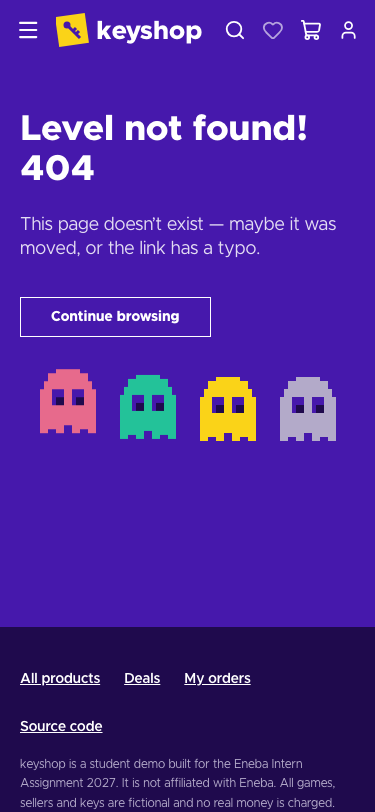 keyshop
Level not found!
404
This page doesn't exist — maybe it was
moved, or the link has a typo.
Continue browsing
All products Deals My orders
Source code
keyshop is a student demo built for the Eneba Intern
Assignment 2027. It is not affiliated with Eneba. All games,
sellers and keys are fictional and no real money is charged.